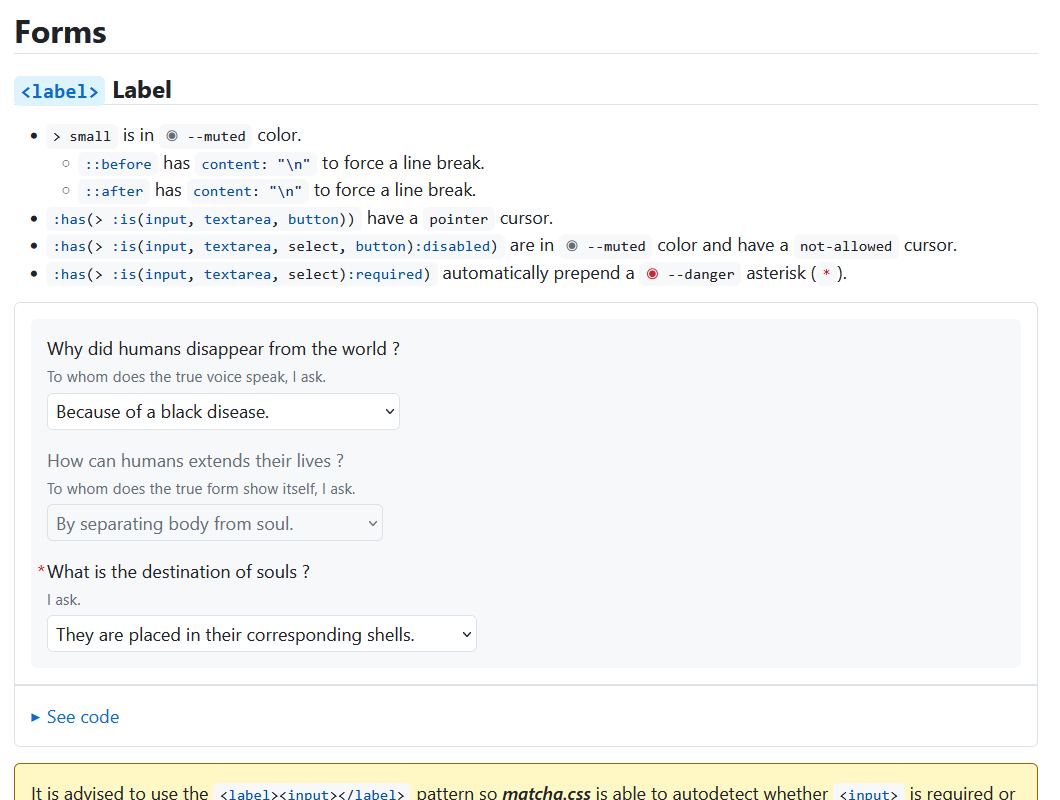 Forms
<label> Label
> small is in --muted color.
::before has content: "\n" to force a line break.
::after has content: "\n" to force a line break.
:has(> :is(input, textarea, button)) have a pointer cursor.
:has(> :is(input, textarea, select, button):disabled) are in --muted color and have a not-allowed cursor.
:has(> :is(input, textarea, select):required) automatically prepend a --danger asterisk ( * ).
Why did humans disappear from the world ?
To whom does the true voice speak, I ask.
Because of a black disease.
How can humans extends their lives ?
To whom does the true form show itself, I ask.
By separating body from soul.
*What is the destination of souls ?
I ask.
They are placed in their corresponding shells.
See code
It is advised to use the <label><input></label> pattern so matcha.css is able to autodetect whether <input> is required or